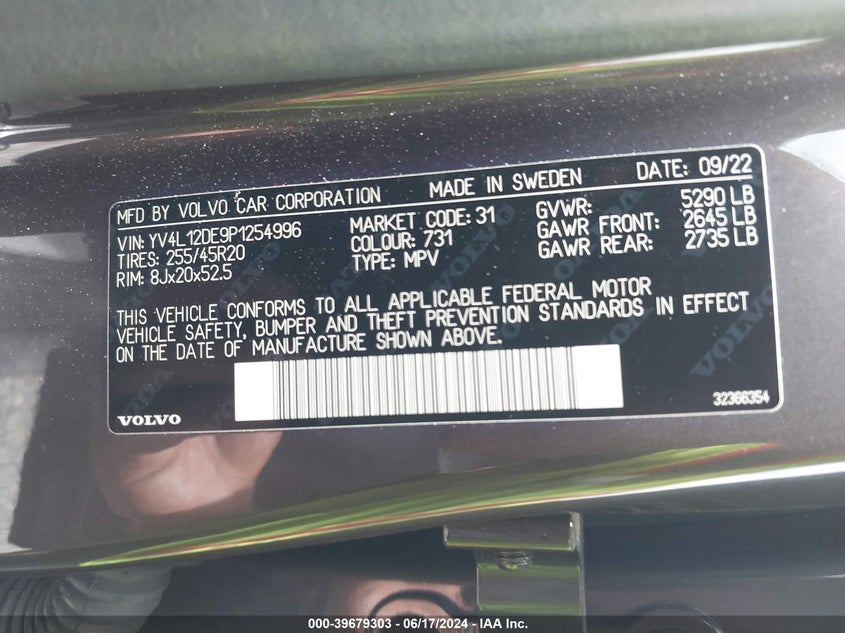 MFD BY VOLVO CAR CORPORATION MADE IN SWEDEN DATE: 09/22
VIN: YV4L12DE9P1254996 MARKET CODE: 31 GVWR: 5290 LB
TIRES: 255/45R20 COLOUR: 731 GAWR FRONT: 2645 LB
RIM: 8Jx20x52.5 TYPE: MPV GAWR REAR: 2735 LB
THIS VEHICLE CONFORMS TO ALL APPLICABLE FEDERAL MOTOR
VEHICLE SAFETY, BUMPER AND THEFT PREVENTION STANDARDS IN EFFECT
ON THE DATE OF MANUFACTURE SHOWN ABOVE.
VOLVO 32366354
000-39679303 - 06/17/2024 - IAA Inc.